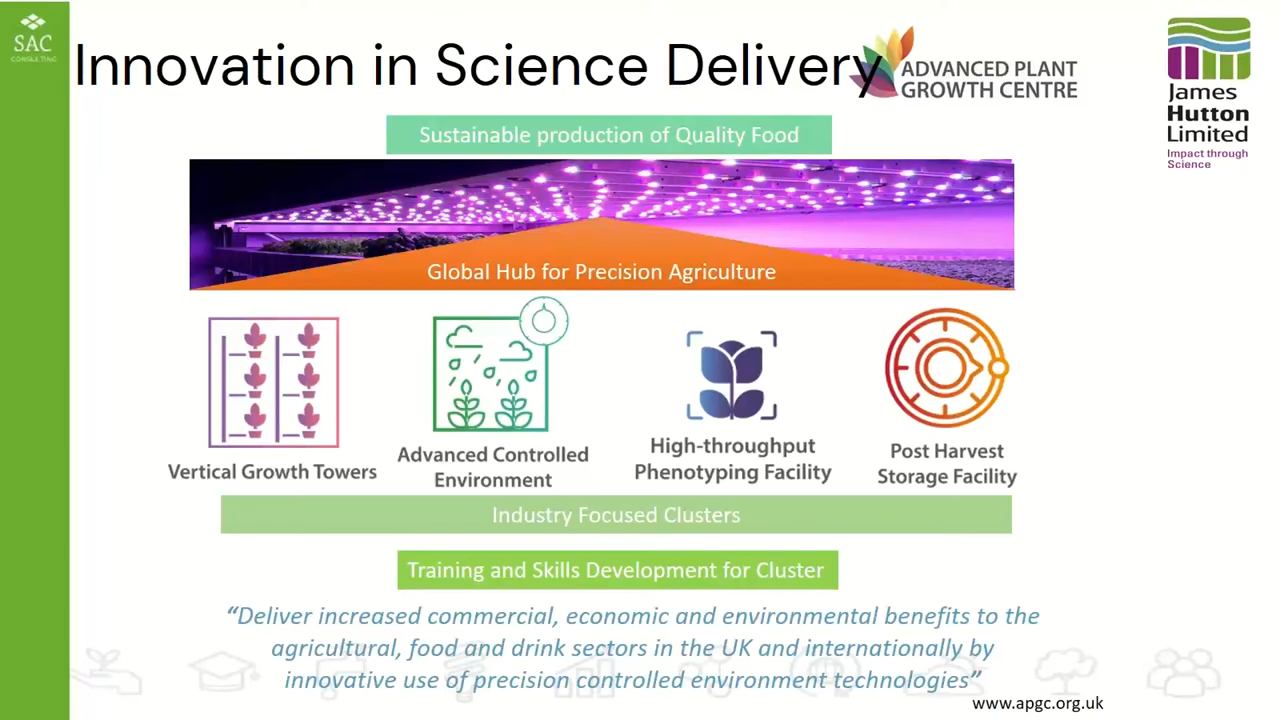 SAC
CONSULTING
Innovation in Science Delivery
ADVANCED PLANT
GROWTH CENTRE
James
Hutton
Limited
Impact through
Science
Sustainable production of Quality Food
Global Hub for Precision Agriculture
Vertical Growth Towers
Advanced Controlled
Environment
High-throughput
Phenotyping Facility
Post Harvest
Storage Facility
Industry Focused Clusters
Training and Skills Development for Cluster
“Deliver increased commercial, economic and environmental benefits to the
agricultural, food and drink sectors in the UK and internationally by
innovative use of precision controlled environment technologies”
www.apgc.org.uk